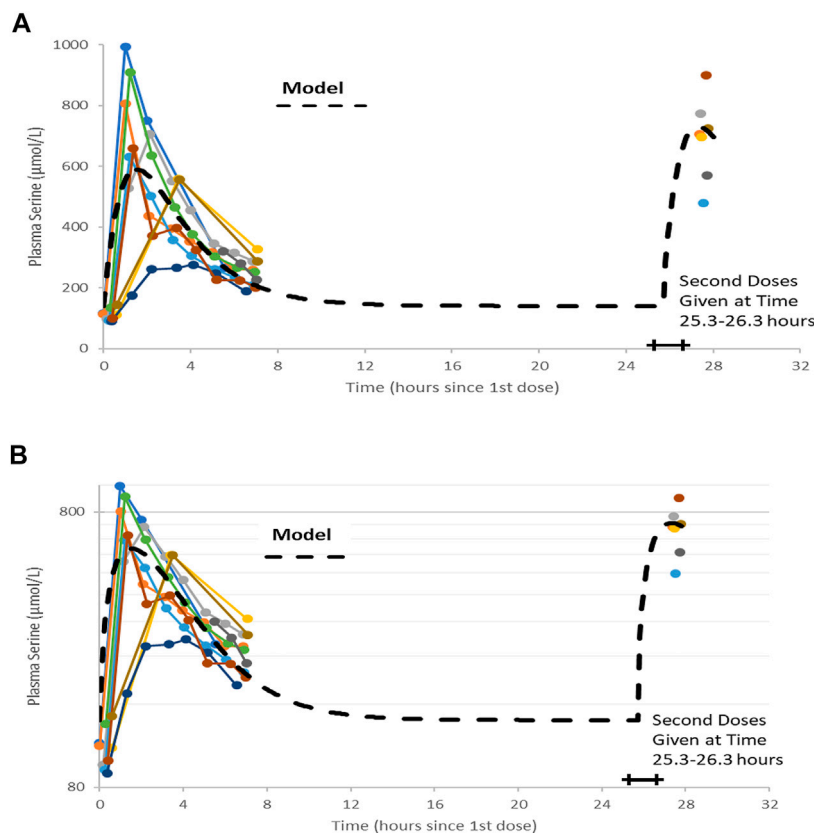 A
1000
800
600
400
200
0
Plasma Serine (µmol/L)
Model
Second Doses
Given at Time
25.3-26.3 hours
0 4 8 12 16 20 24 28 32
Time (hours since 1st dose)
B
800
80
Plasma Serine (µmol/L)
Model
Second Doses
Given at Time
25.3-26.3 hours
0 4 8 12 16 20 24 28 32
Time (hours since 1st dose)